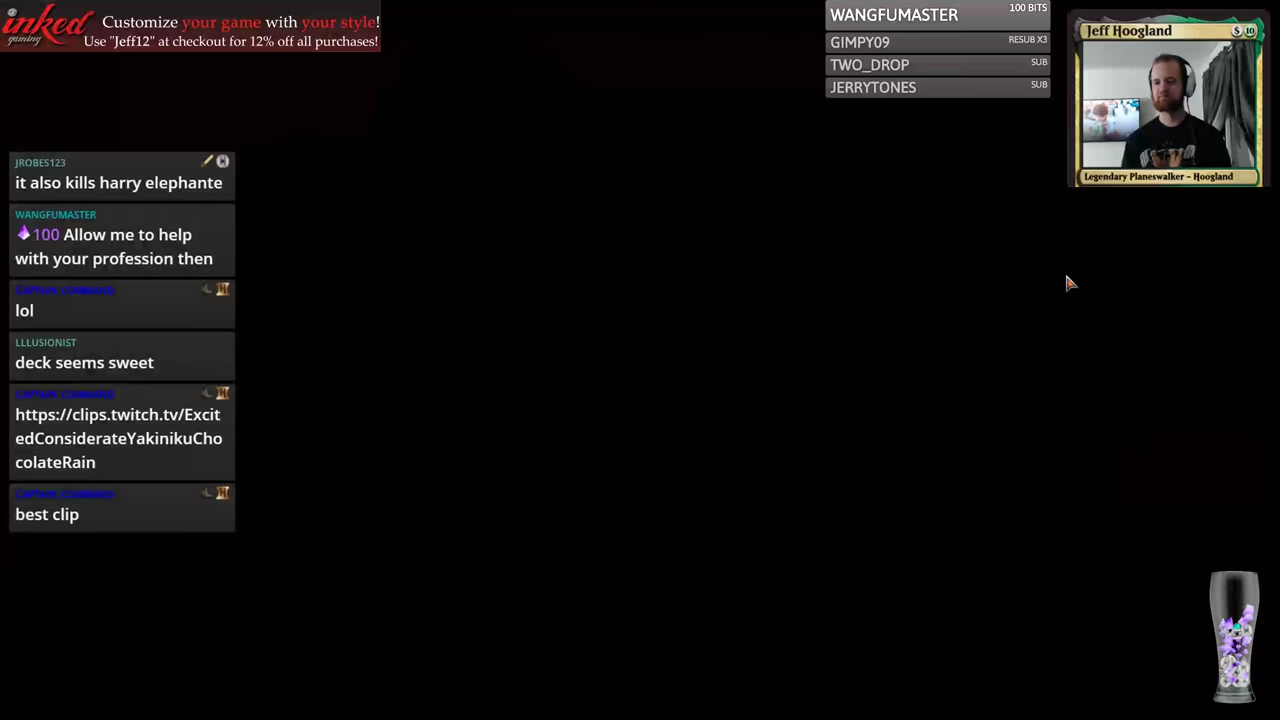 inked
gaming
Customize your game with your style!
Use "Jeff12" at checkout for 12% off all purchases!
WANGFUMASTER 100 BITS
GIMPY09 RESUB X3
TWO_DROP SUB
JERRYTONES SUB
Jeff Hoogland $ 10
Legendary Planeswalker - Hoogland
JROBES123
it also kills harry elephante
WANGFUMASTER
100 Allow me to help
with your profession then
lol
LLLUSIONIST
deck seems sweet
https://clips.twitch.tv/Excit
edConsiderateYakinikuCho
colateRain
best clip